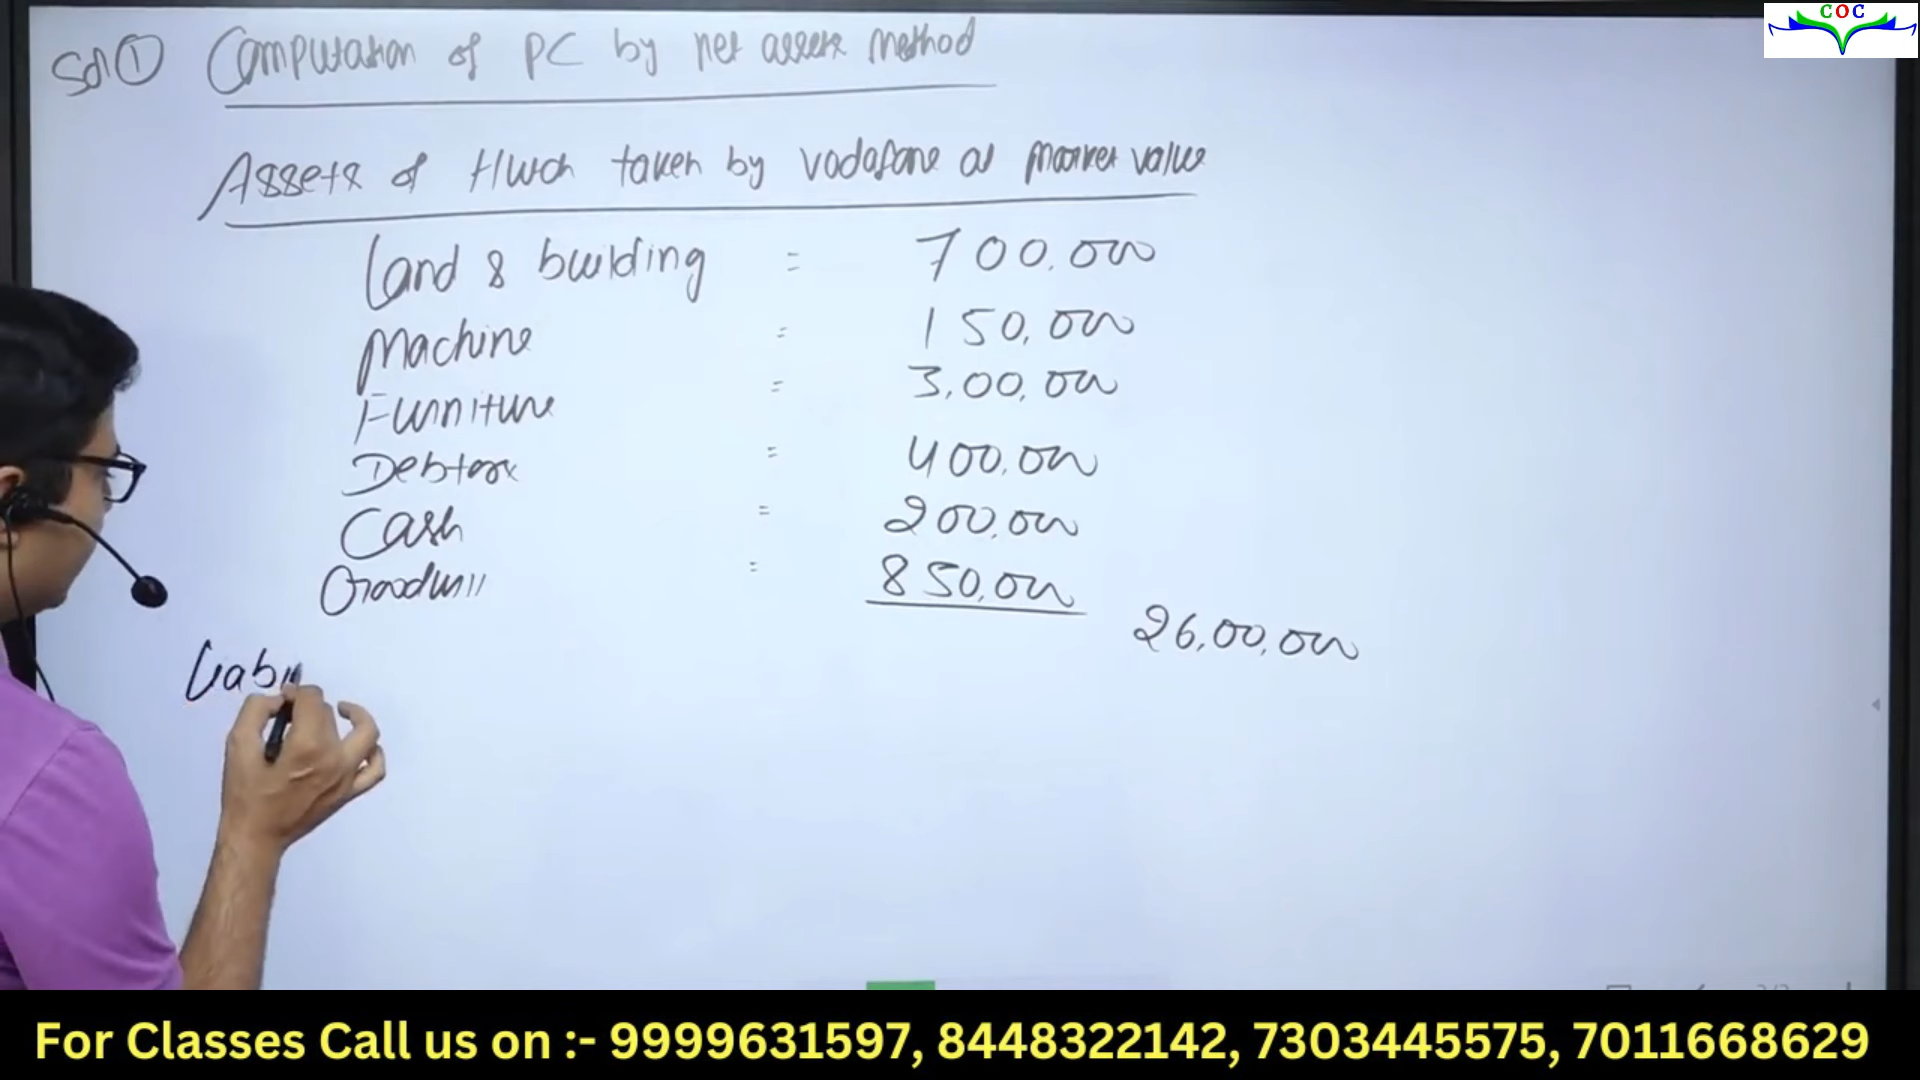 COC
Sol ① Computation of PC by net assets method
Assets of Hutch taken by vodafone at market value
Land & building = 700,000
Machine = 150,000
Furniture = 3,00,000
Debtors = 400,000
Cash = 200,000
Goodwill = 850,000
26,00,000
Liabi
For Classes Call us on :- 9999631597, 8448322142, 7303445575, 7011668629